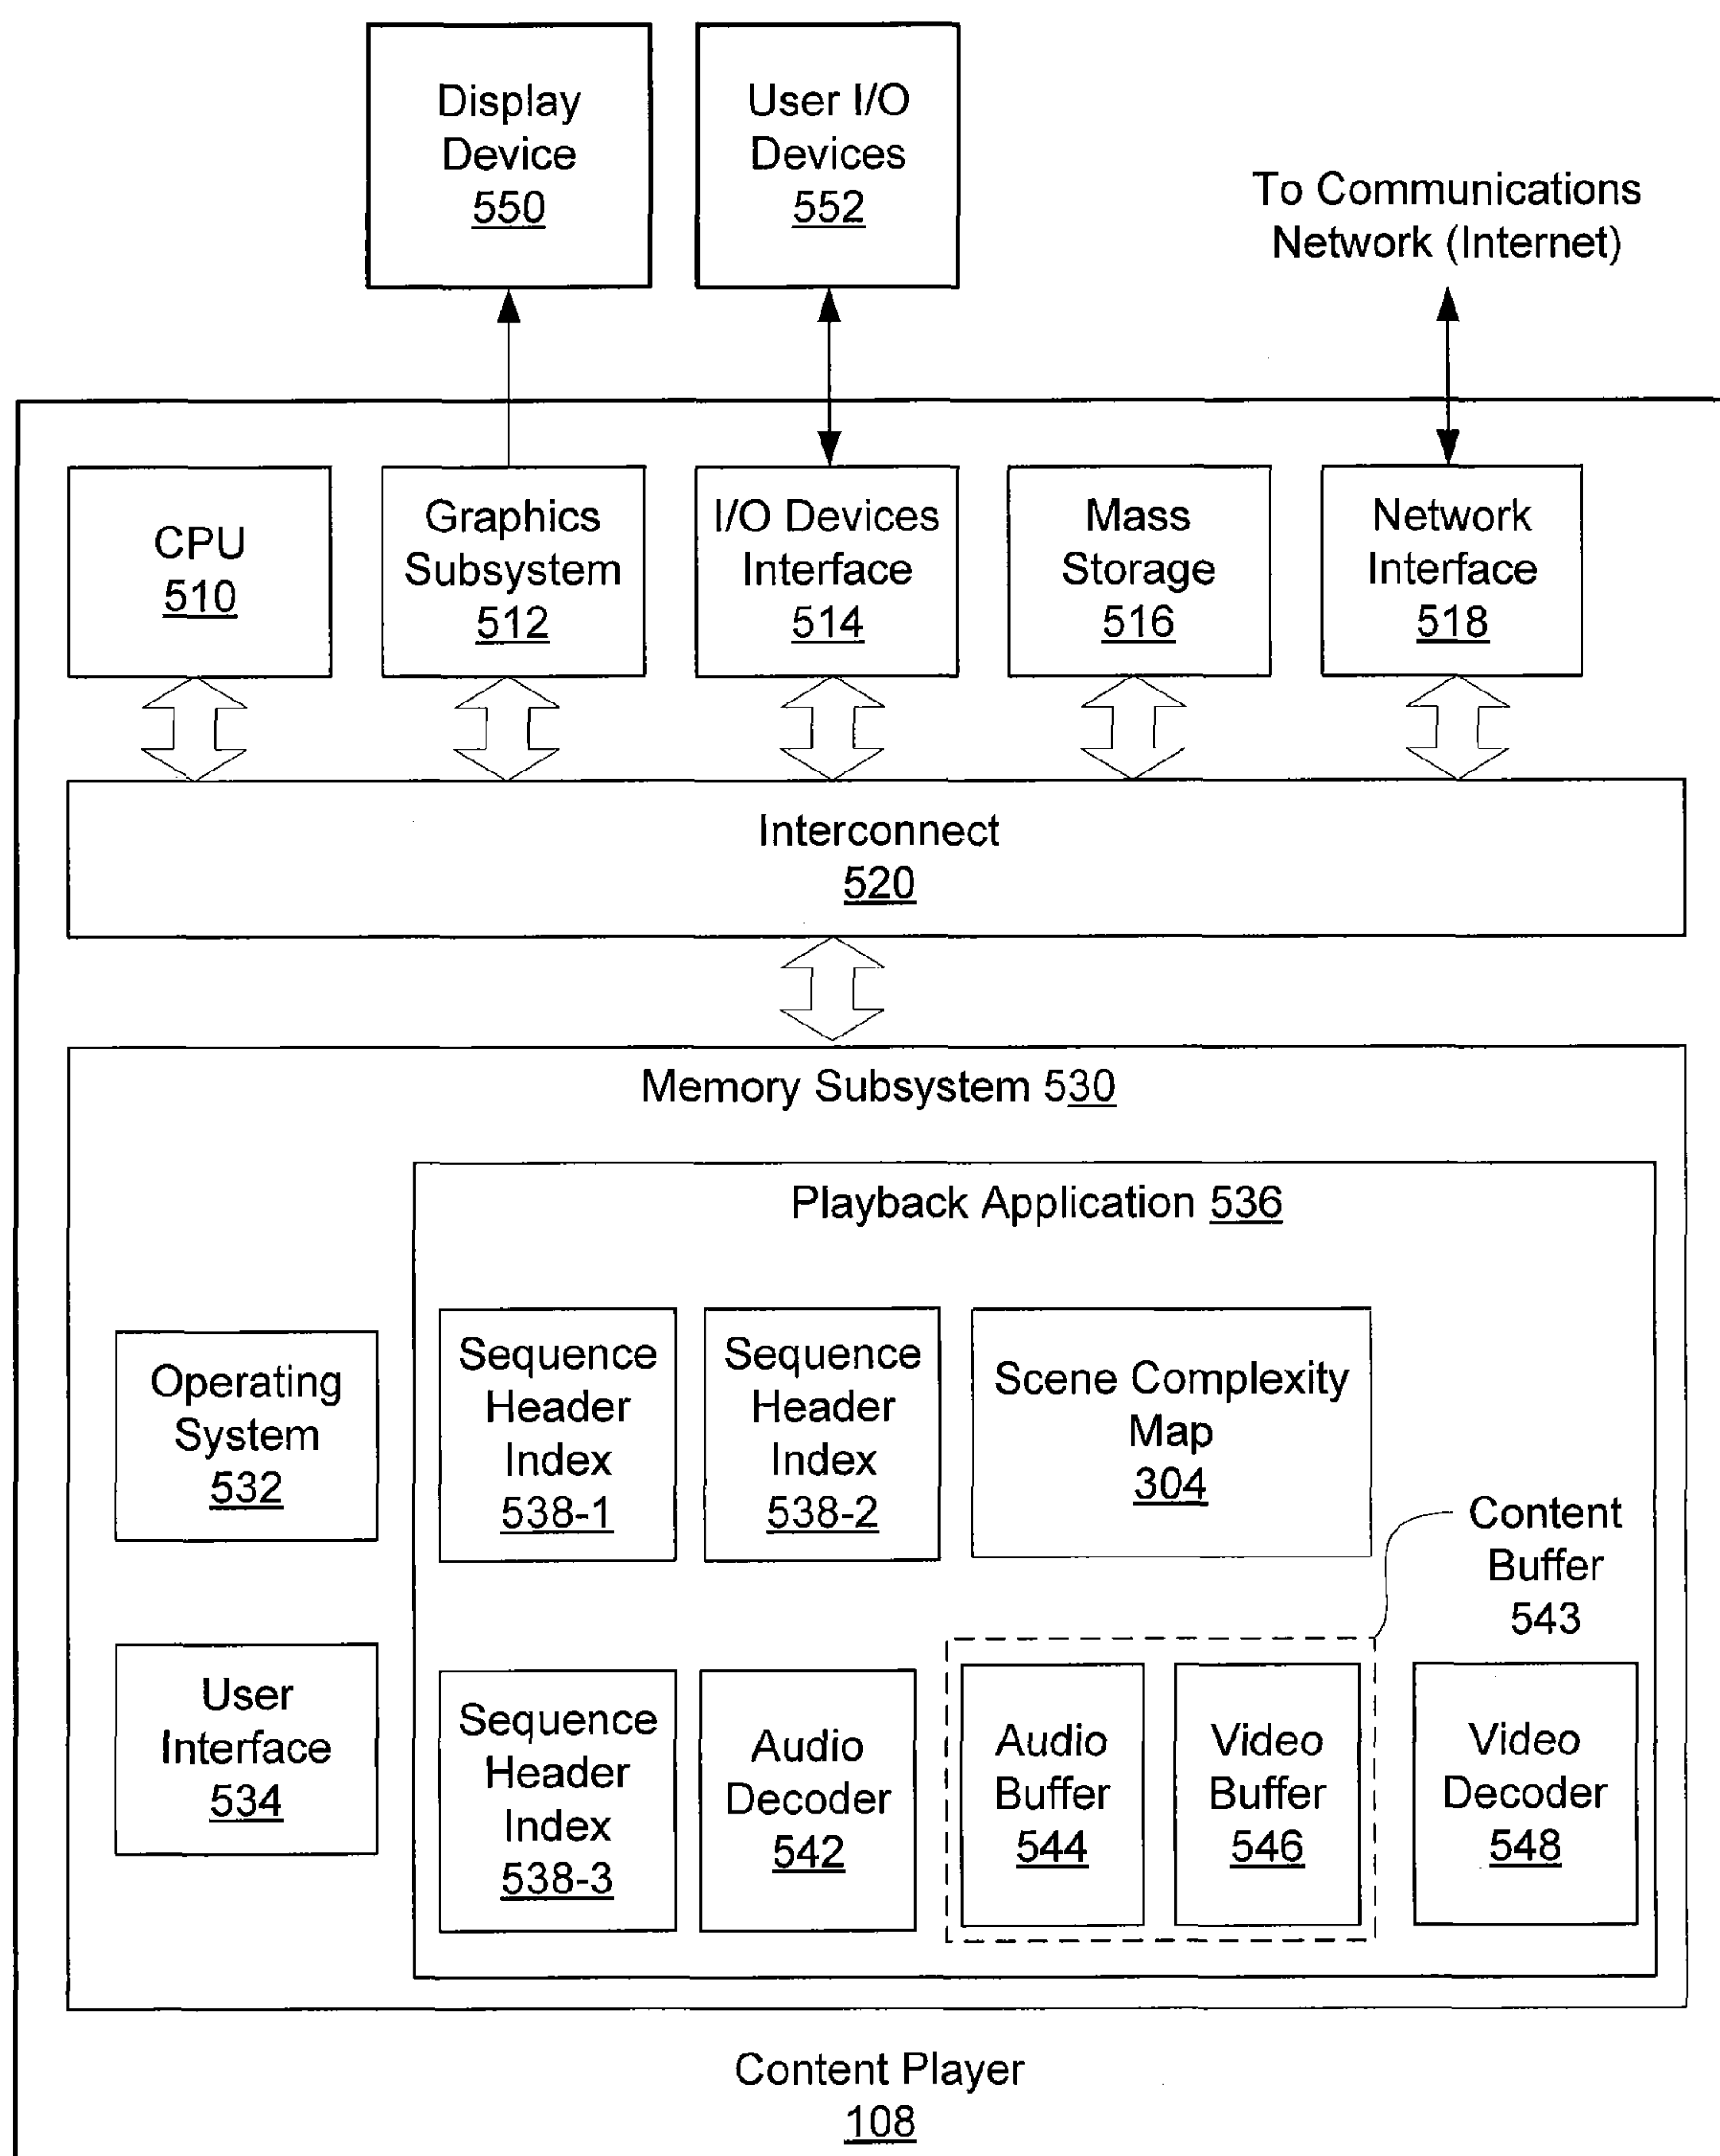 Display
Device
550
User I/O
Devices
552
To Communications
Network (Internet)
CPU
510
Graphics
Subsystem
512
I/O Devices
Interface
514
Mass
Storage
516
Network
Interface
518
Interconnect
520
Memory Subsystem 530
Playback Application 536
Operating
System
532
Sequence
Header
Index
538-1
Sequence
Header
Index
538-2
Scene Complexity
Map
304
Content
Buffer
543
User
Interface
534
Sequence
Header
Index
538-3
Audio
Decoder
542
Audio
Buffer
544
Video
Buffer
546
Video
Decoder
548
Content Player
108